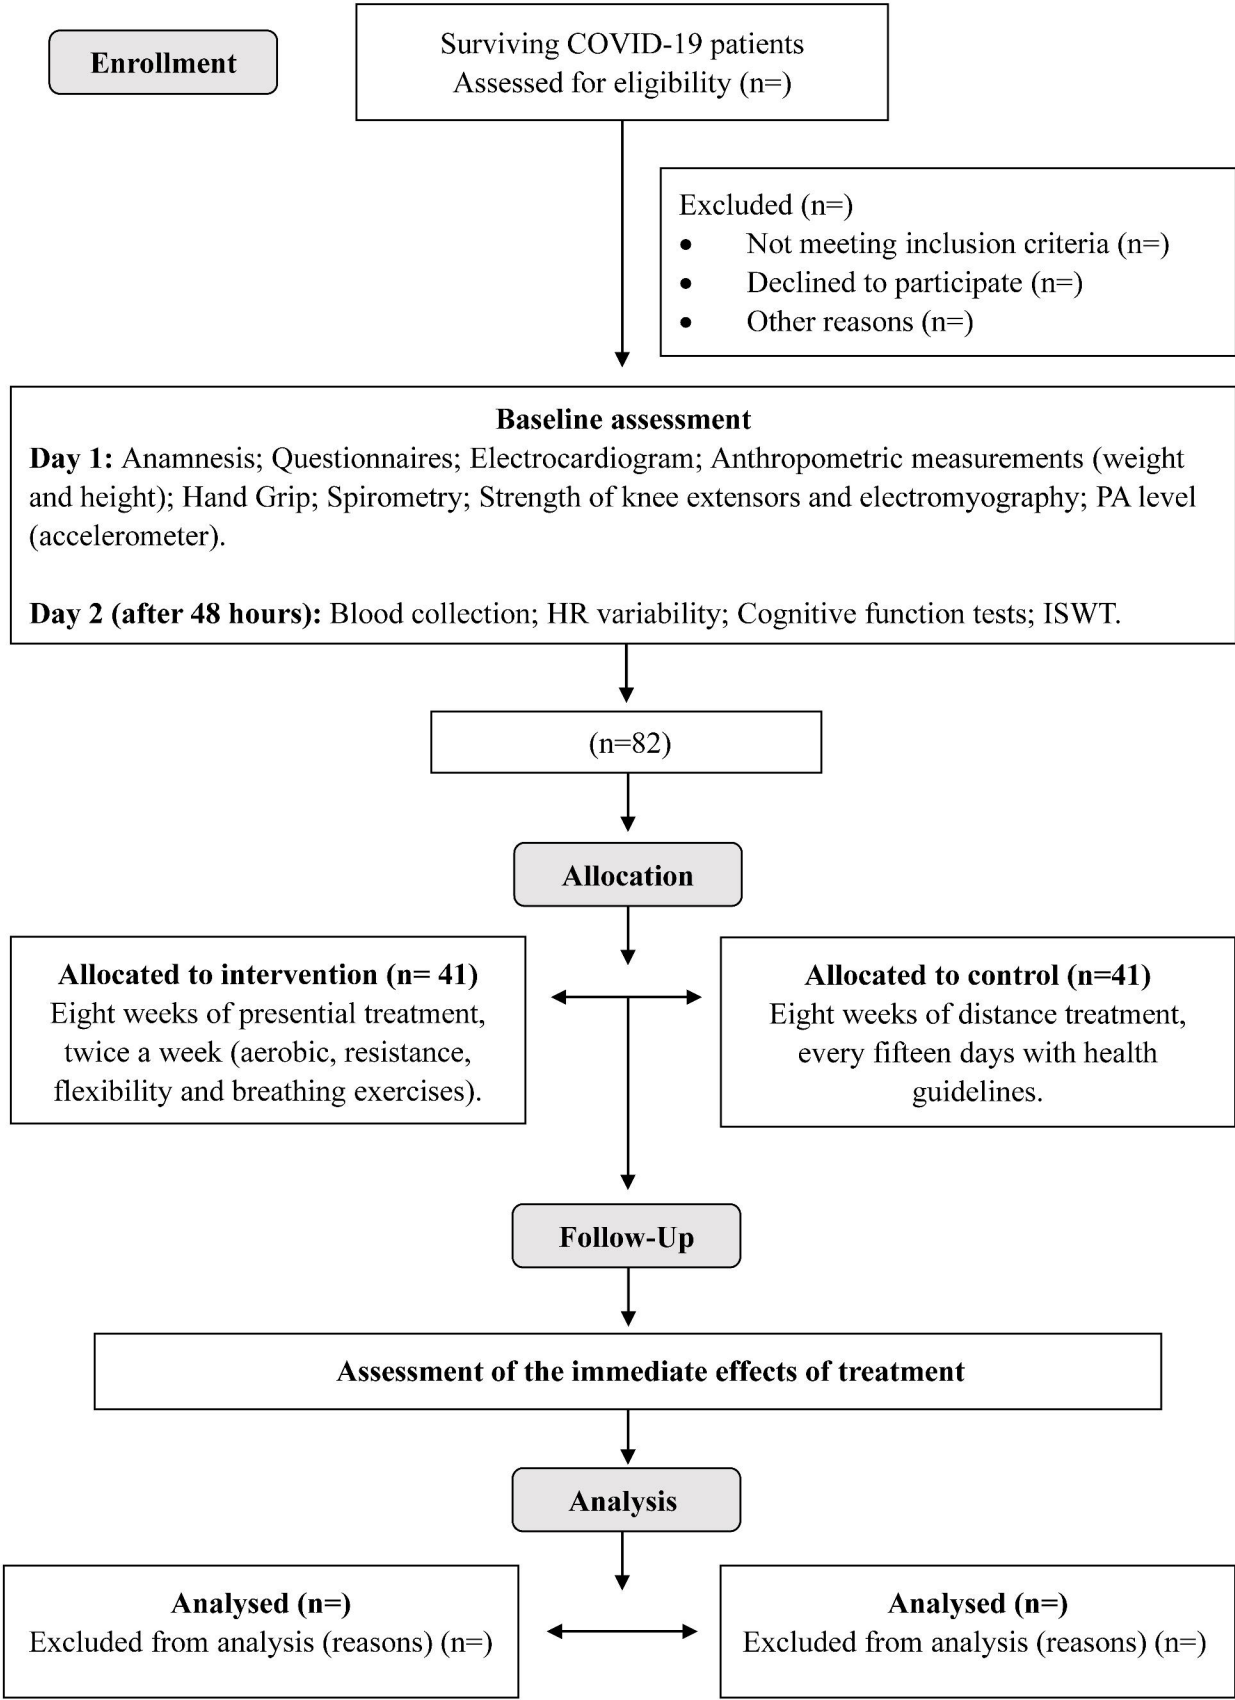 Enrollment
Surviving COVID-19 patients
Assessed for eligibility (n=)
Excluded (n=)
• Not meeting inclusion criteria (n=)
• Declined to participate (n=)
• Other reasons (n=)
Baseline assessment
Day 1: Anamnesis; Questionnaires; Electrocardiogram; Anthropometric measurements (weight
and height); Hand Grip; Spirometry; Strength of knee extensors and electromyography; PA level
(accelerometer).
Day 2 (after 48 hours): Blood collection; HR variability; Cognitive function tests; ISWT.
(n=82)
Allocation
Allocated to intervention (n= 41)
Eight weeks of presential treatment,
twice a week (aerobic, resistance,
flexibility and breathing exercises).
Allocated to control (n=41)
Eight weeks of distance treatment,
every fifteen days with health
guidelines.
Follow-Up
Assessment of the immediate effects of treatment
Analysis
Analysed (n=)
Excluded from analysis (reasons) (n=)
Analysed (n=)
Excluded from analysis (reasons) (n=)